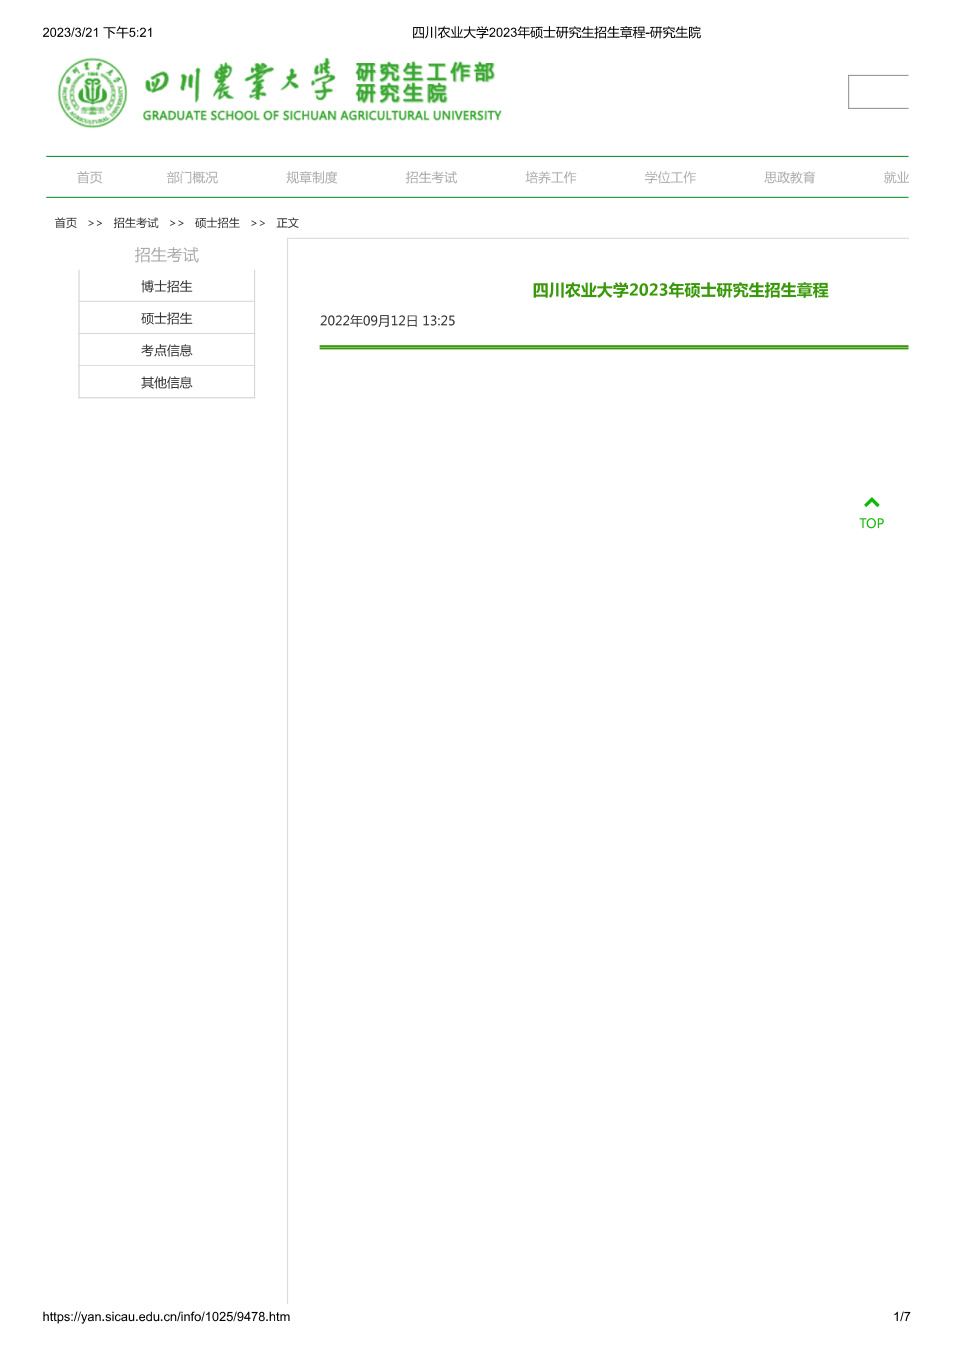 2023/3/21 下午5:21
四川农业大学2023年硕士研究生招生章程-研究生院
四川農業大学
研究生工作部
研究生院
GRADUATE SCHOOL OF SICHUAN AGRICULTURAL UNIVERSITY
首页 部门概况 规章制度 招生考试 培养工作 学位工作 思政教育 就业
首页 >> 招生考试 >> 硕士招生 >> 正文
招生考试
博士招生
硕士招生
考点信息
其他信息
四川农业大学2023年硕士研究生招生章程
2022年09月12日 13:25
TOP
https://yan.sicau.edu.cn/info/1025/9478.htm
1/7